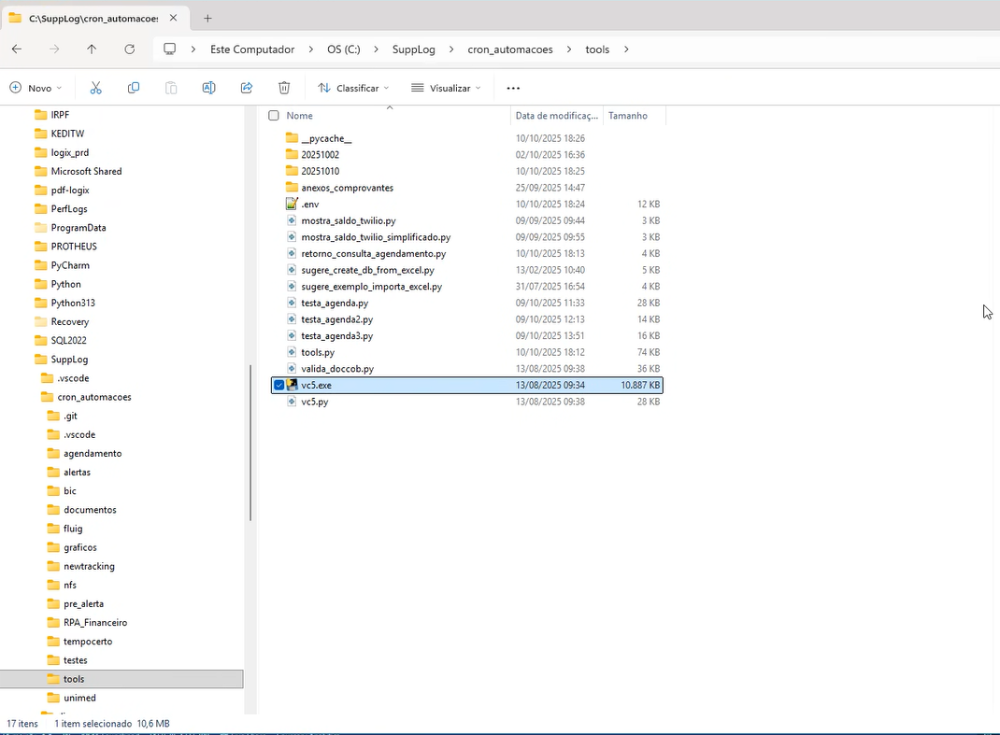 C:\SuppLog\cron_automacoes
Este Computador > OS (C:) > SuppLog > cron_automacoes > tools >
Novo Classificar Visualizar
IRPF
KEDITW
logix_prd
Microsoft Shared
pdf-logix
PerfLogs
ProgramData
PROTHEUS
PyCharm
Python
Python313
Recovery
SQL2022
SuppLog
.vscode
cron_automacoes
.git
.vscode
agendamento
alertas
bic
documentos
fluig
graficos
newtracking
nfs
pre_alerta
RPA_Financeiro
tempocerto
testes
tools
unimed
Nome Data de modificaç... Tamanho
__pycache__ 10/10/2025 18:26
20251002 02/10/2025 16:36
20251010 10/10/2025 18:25
anexos_comprovantes 25/09/2025 14:47
.env 10/10/2025 18:24 12 KB
mostra_saldo_twilio.py 09/09/2025 09:44 3 KB
mostra_saldo_twilio_simplificado.py 09/09/2025 09:55 3 KB
retorno_consulta_agendamento.py 10/10/2025 18:13 4 KB
sugere_create_db_from_excel.py 13/02/2025 10:40 5 KB
sugere_exemplo_importa_excel.py 31/07/2025 16:54 4 KB
testa_agenda.py 09/10/2025 11:33 28 KB
testa_agenda2.py 09/10/2025 12:13 14 KB
testa_agenda3.py 09/10/2025 13:51 16 KB
tools.py 10/10/2025 18:12 74 KB
valida_doccob.py 13/08/2025 09:38 36 KB
vc5.exe 13/08/2025 09:34 10.887 KB
vc5.py 13/08/2025 09:38 28 KB
17 itens 1 item selecionado 10,6 MB